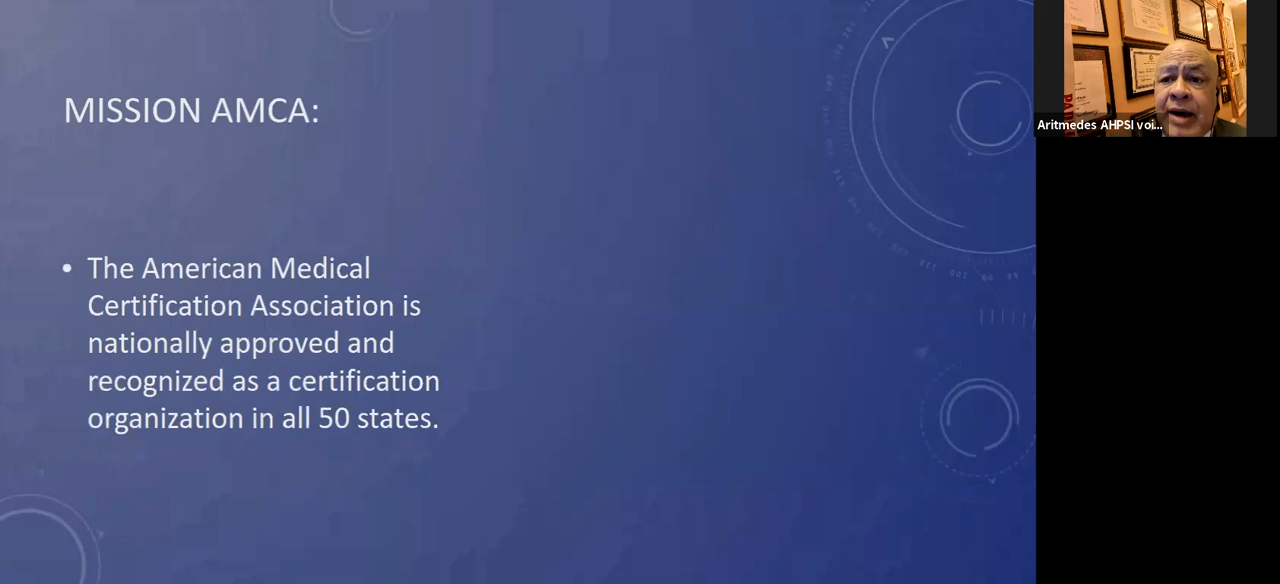 MISSION AMCA:
• The American Medical
Certification Association is
nationally approved and
recognized as a certification
organization in all 50 states.
Aritmedes AHPSI voi...